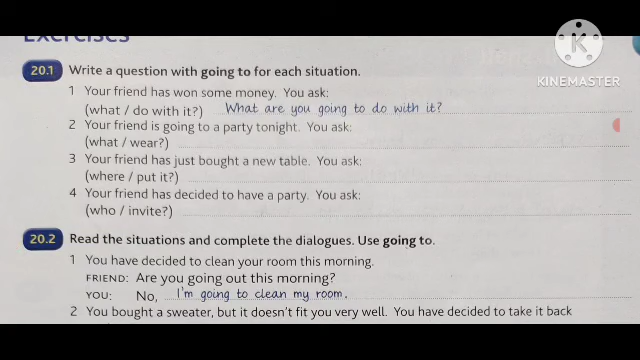 Exercises
K
KINEMASTER
20.1 Write a question with going to for each situation.
1 Your friend has won some money. You ask:
(what / do with it?) What are you going to do with it?
2 Your friend is going to a party tonight. You ask:
(what / wear?)
3 Your friend has just bought a new table. You ask:
(where / put it?)
4 Your friend has decided to have a party. You ask:
(who / invite?)
20.2 Read the situations and complete the dialogues. Use going to.
1 You have decided to clean your room this morning.
FRIEND: Are you going out this morning?
YOU: No, I'm going to clean my room.
2 You bought a sweater, but it doesn't fit you very well. You have decided to take it back